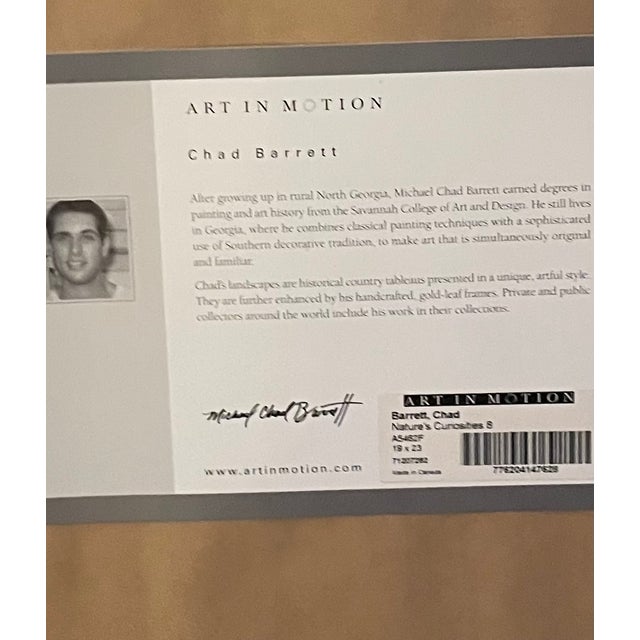 ART IN MOTION
Chad Barrett
After growing up in rural North Georgia, Michael Chad Barrett earned degrees in
painting and art history from the Savannah College of Art and Design. He still lives
in Georgia, where he combines classical painting techniques with a sophisticated
use of Southern decorative tradition, to make art that is simultaneously original
and familiar.
Chad's landscapes are historical country tableaus presented in a unique, artful style.
They are further enhanced by his handcrafted, gold-leaf frames. Private and public
collectors around the world include his work in their collections.
Michael Chad Barrett
www.artinmotion.com
ART IN MOTION
Barrett, Chad
Nature's Curiosities 8
A5482F
19 x 23
Made in Canada